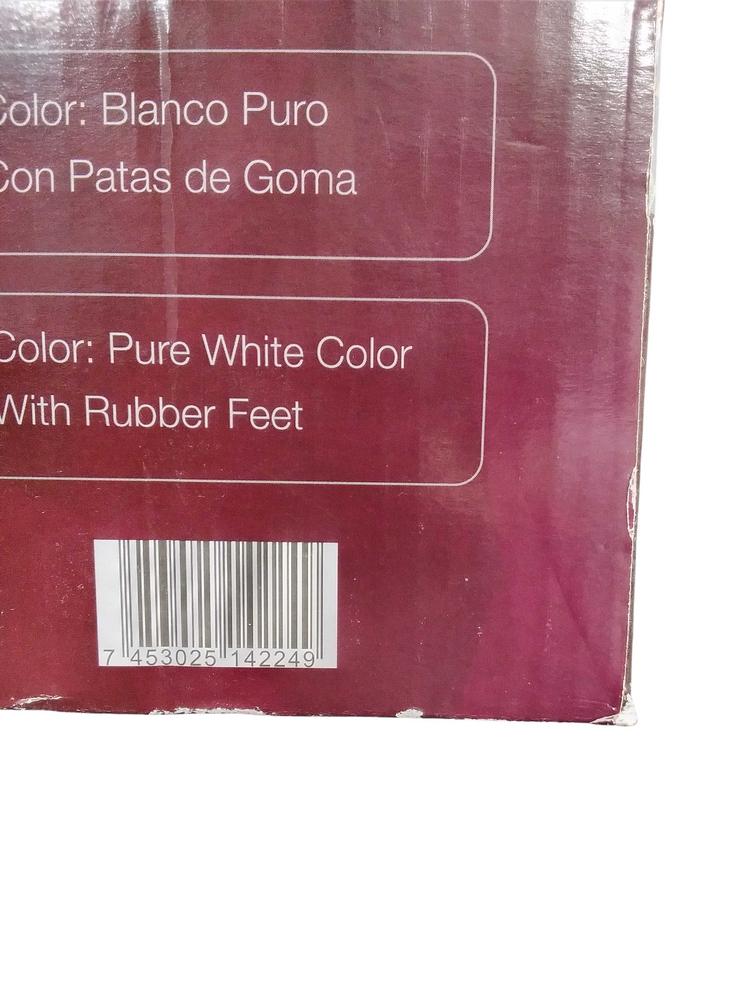 Color: Blanco Puro
Con Patas de Goma
Color: Pure White Color
With Rubber Feet
7 453025 142249